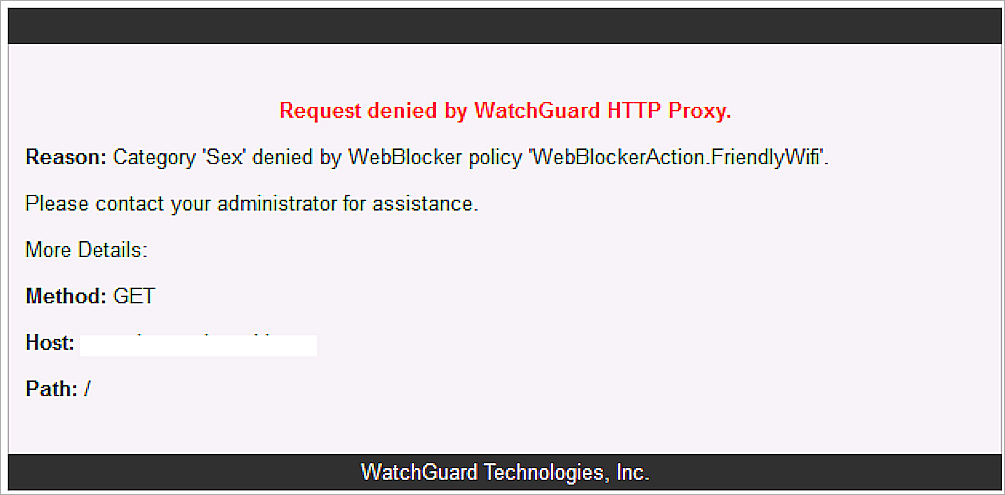 Request denied by WatchGuard HTTP Proxy.
Reason: Category 'Sex' denied by WebBlocker policy 'WebBlockerAction.FriendlyWifi'.
Please contact your administrator for assistance.
More Details:
Method: GET
Host:
Path: /
WatchGuard Technologies, Inc.